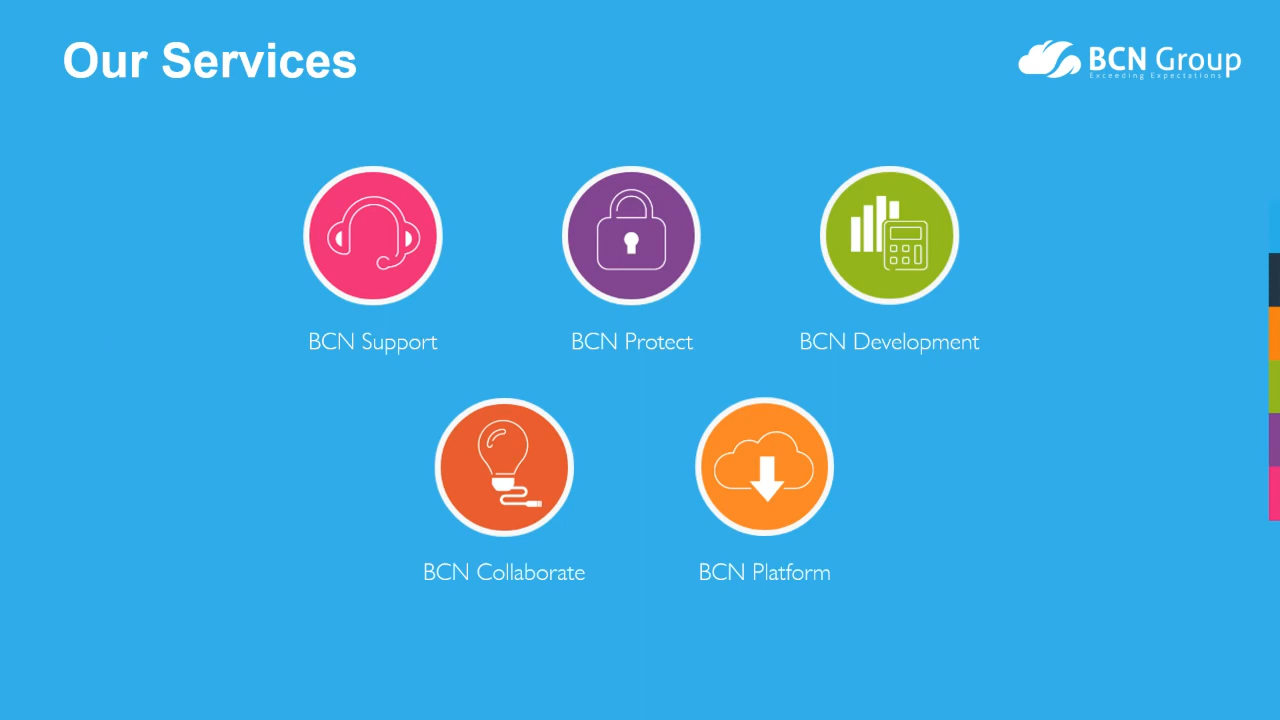 Our Services
BCN Group
Exceeding Expectations
BCN Support
BCN Protect
BCN Development
BCN Collaborate
BCN Platform